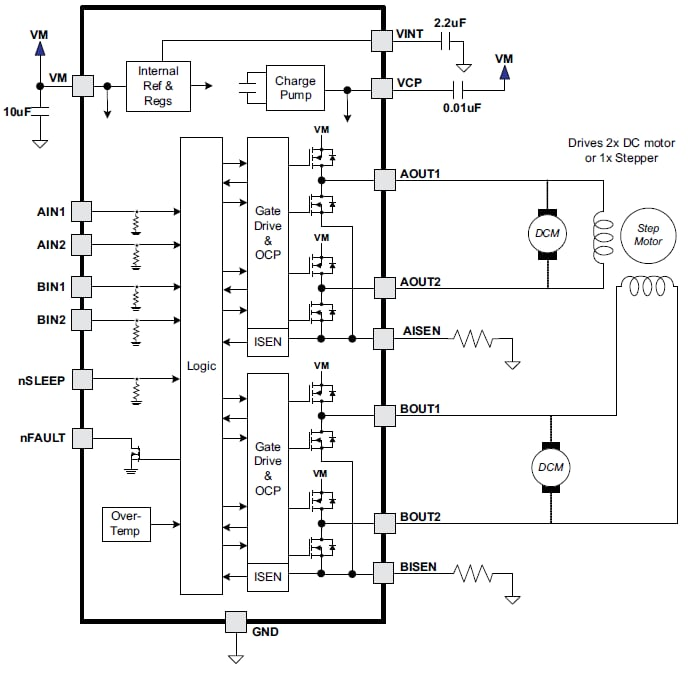 VM
VM
10uF
Internal
Ref &
Regs
Charge
Pump
VINT
2.2uF
VCP
VM
0.01uF
Drives 2x DC motor
or 1x Stepper
AIN1
AIN2
BIN1
BIN2
nSLEEP
nFAULT
Over-
Temp
Logic
VM
Gate
Drive
&
OCP
VM
ISEN
AOUT1
DCM
Step
Motor
AOUT2
AISEN
VM
Gate
Drive
&
OCP
VM
ISEN
BOUT1
DCM
BOUT2
BISEN
GND